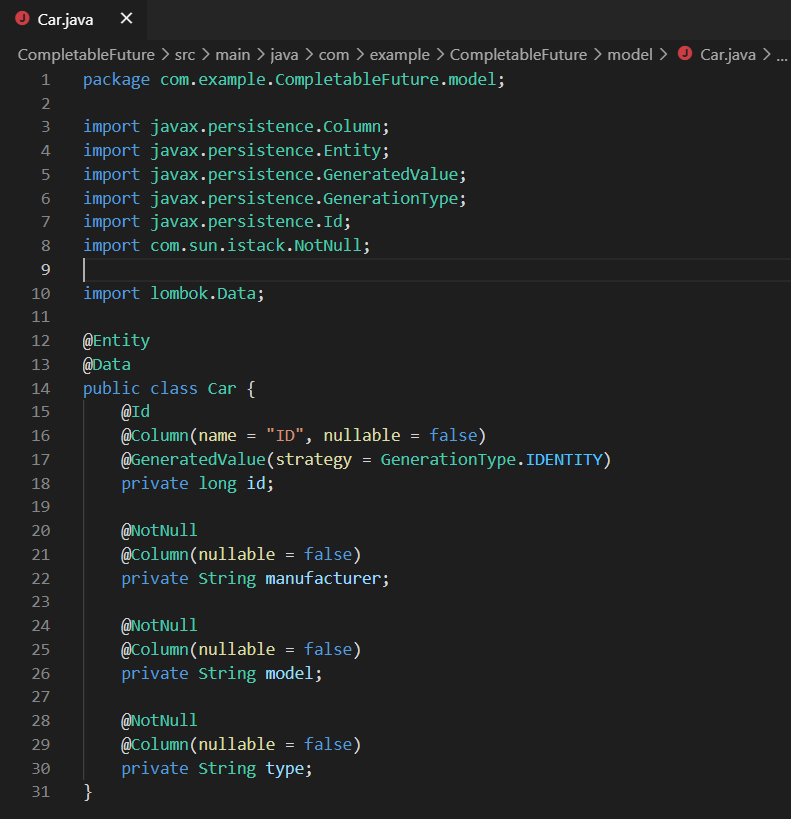 Car.java ×
CompletableFuture > src > main > java > com > example > CompletableFuture > model > Car.java > ...
1 package com.example.CompletableFuture.model;
2
3 import javax.persistence.Column;
4 import javax.persistence.Entity;
5 import javax.persistence.GeneratedValue;
6 import javax.persistence.GenerationType;
7 import javax.persistence.Id;
8 import com.sun.istack.NotNull;
9
10 import lombok.Data;
11
12 @Entity
13 @Data
14 public class Car {
15     @Id
16     @Column(name = "ID", nullable = false)
17     @GeneratedValue(strategy = GenerationType.IDENTITY)
18     private long id;
19
20     @NotNull
21     @Column(nullable = false)
22     private String manufacturer;
23
24     @NotNull
25     @Column(nullable = false)
26     private String model;
27
28     @NotNull
29     @Column(nullable = false)
30     private String type;
31 }